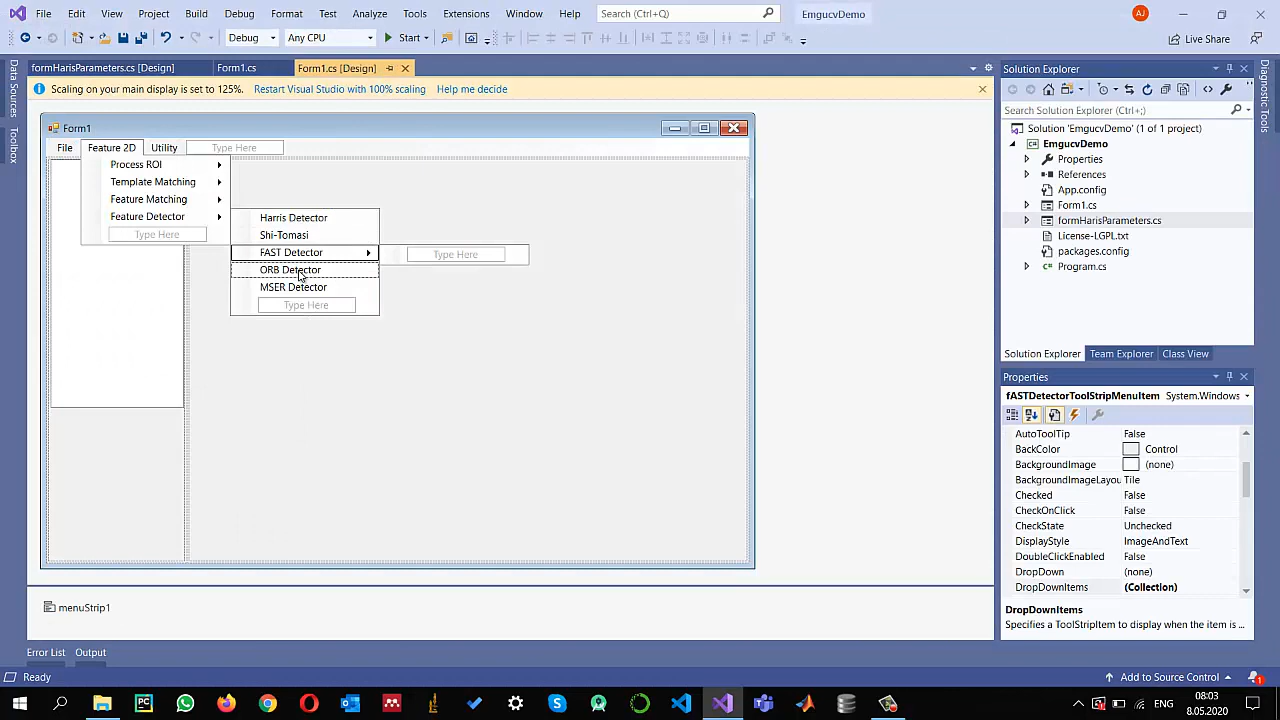 File Edit View Project Build Debug Format Test Analyze Tools Extensions Window Help Search (Ctrl+Q) EmgucvDemo AJ
Debug Any CPU Start Live Share
formHarisParameters.cs [Design] Form1.cs Form1.cs [Design]
Scaling on your main display is set to 125%. Restart Visual Studio with 100% scaling Help me decide
Data Sources
Toolbox
Form1
File Feature 2D Utility Type Here
Process ROI
Template Matching
Feature Matching
Feature Detector
Type Here
Harris Detector
Shi-Tomasi
FAST Detector
ORB Detector
MSER Detector
Type Here
Type Here
menuStrip1
Solution Explorer
Search Solution Explorer (Ctrl+;)
Solution 'EmgucvDemo' (1 of 1 project)
EmgucvDemo
Properties
References
App.config
Form1.cs
formHarisParameters.cs
License-LGPL.txt
packages.config
Program.cs
Solution Explorer Team Explorer Class View
Diagnostic Tools
Properties
fASTDetectorToolStripMenuItem System.Windows
AutoToolTip False
BackColor Control
BackgroundImage (none)
BackgroundImageLayou Tile
Checked False
CheckOnClick False
CheckState Unchecked
DisplayStyle ImageAndText
DoubleClickEnabled False
DropDown (none)
DropDownItems (Collection)
DropDownItems
Specifies a ToolStripItem to display when the item is ...
Error List Output
Ready Add to Source Control 1
ENG 08:03
8.05.2020